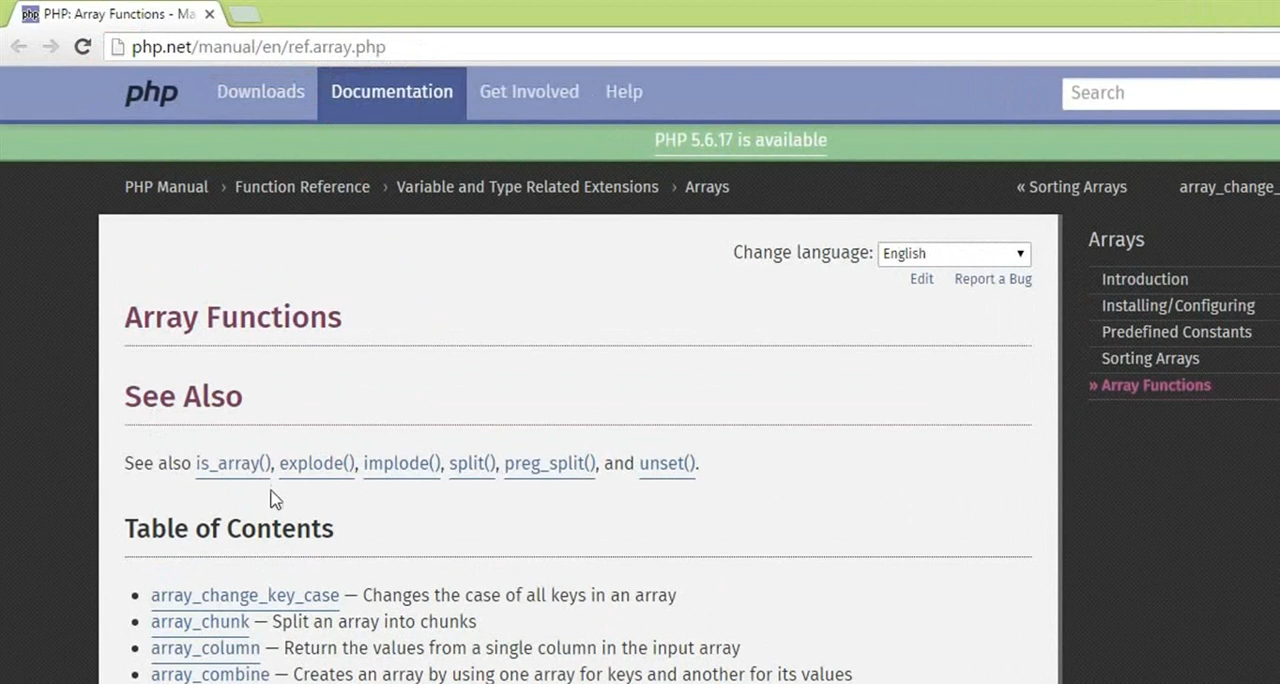 PHP: Array Functions - Ma
php.net/manual/en/ref.array.php
php Downloads Documentation Get Involved Help Search
PHP 5.6.17 is available
PHP Manual › Function Reference › Variable and Type Related Extensions › Arrays « Sorting Arrays array_change_
Change language: English
Edit Report a Bug
Array Functions
See Also
See also is_array(), explode(), implode(), split(), preg_split(), and unset().
Table of Contents
• array_change_key_case — Changes the case of all keys in an array
• array_chunk — Split an array into chunks
• array_column — Return the values from a single column in the input array
• array_combine — Creates an array by using one array for keys and another for its values
Arrays
Introduction
Installing/Configuring
Predefined Constants
Sorting Arrays
» Array Functions